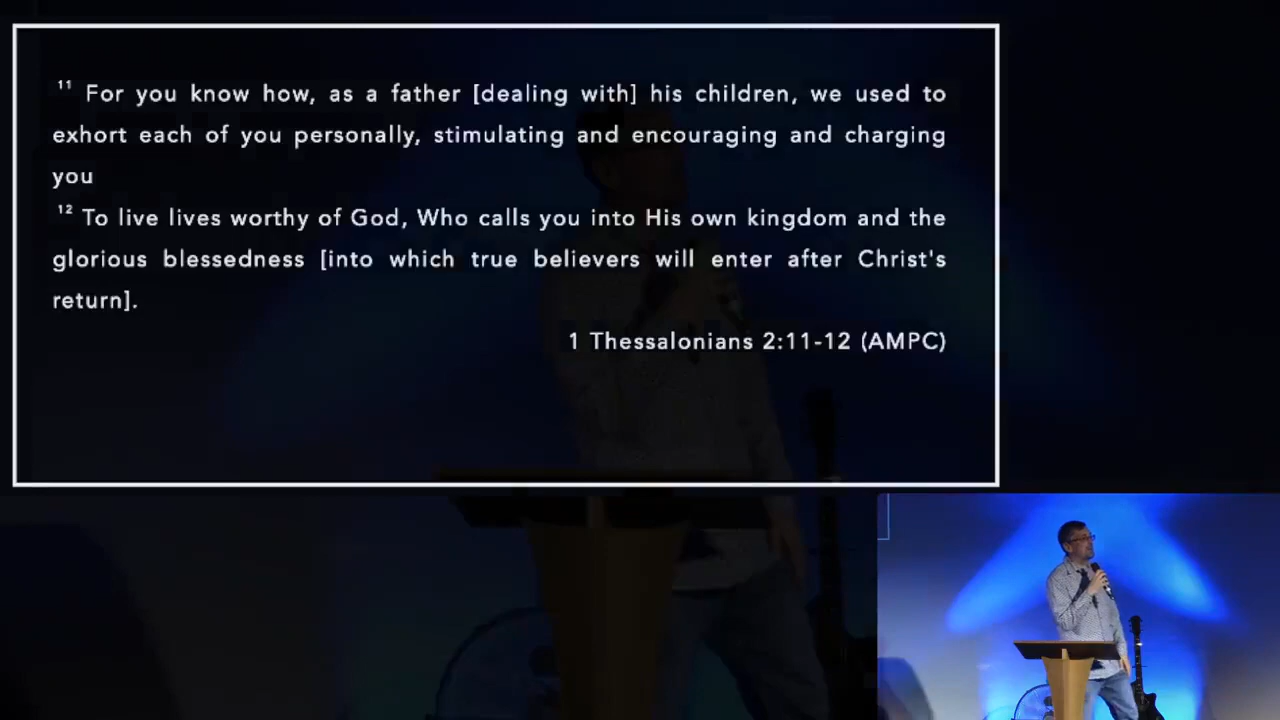 11 For you know how, as a father [dealing with] his children, we used to
exhort each of you personally, stimulating and encouraging and charging
you
12 To live lives worthy of God, Who calls you into His own kingdom and the
glorious blessedness [into which true believers will enter after Christ's
return].
1 Thessalonians 2:11-12 (AMPC)